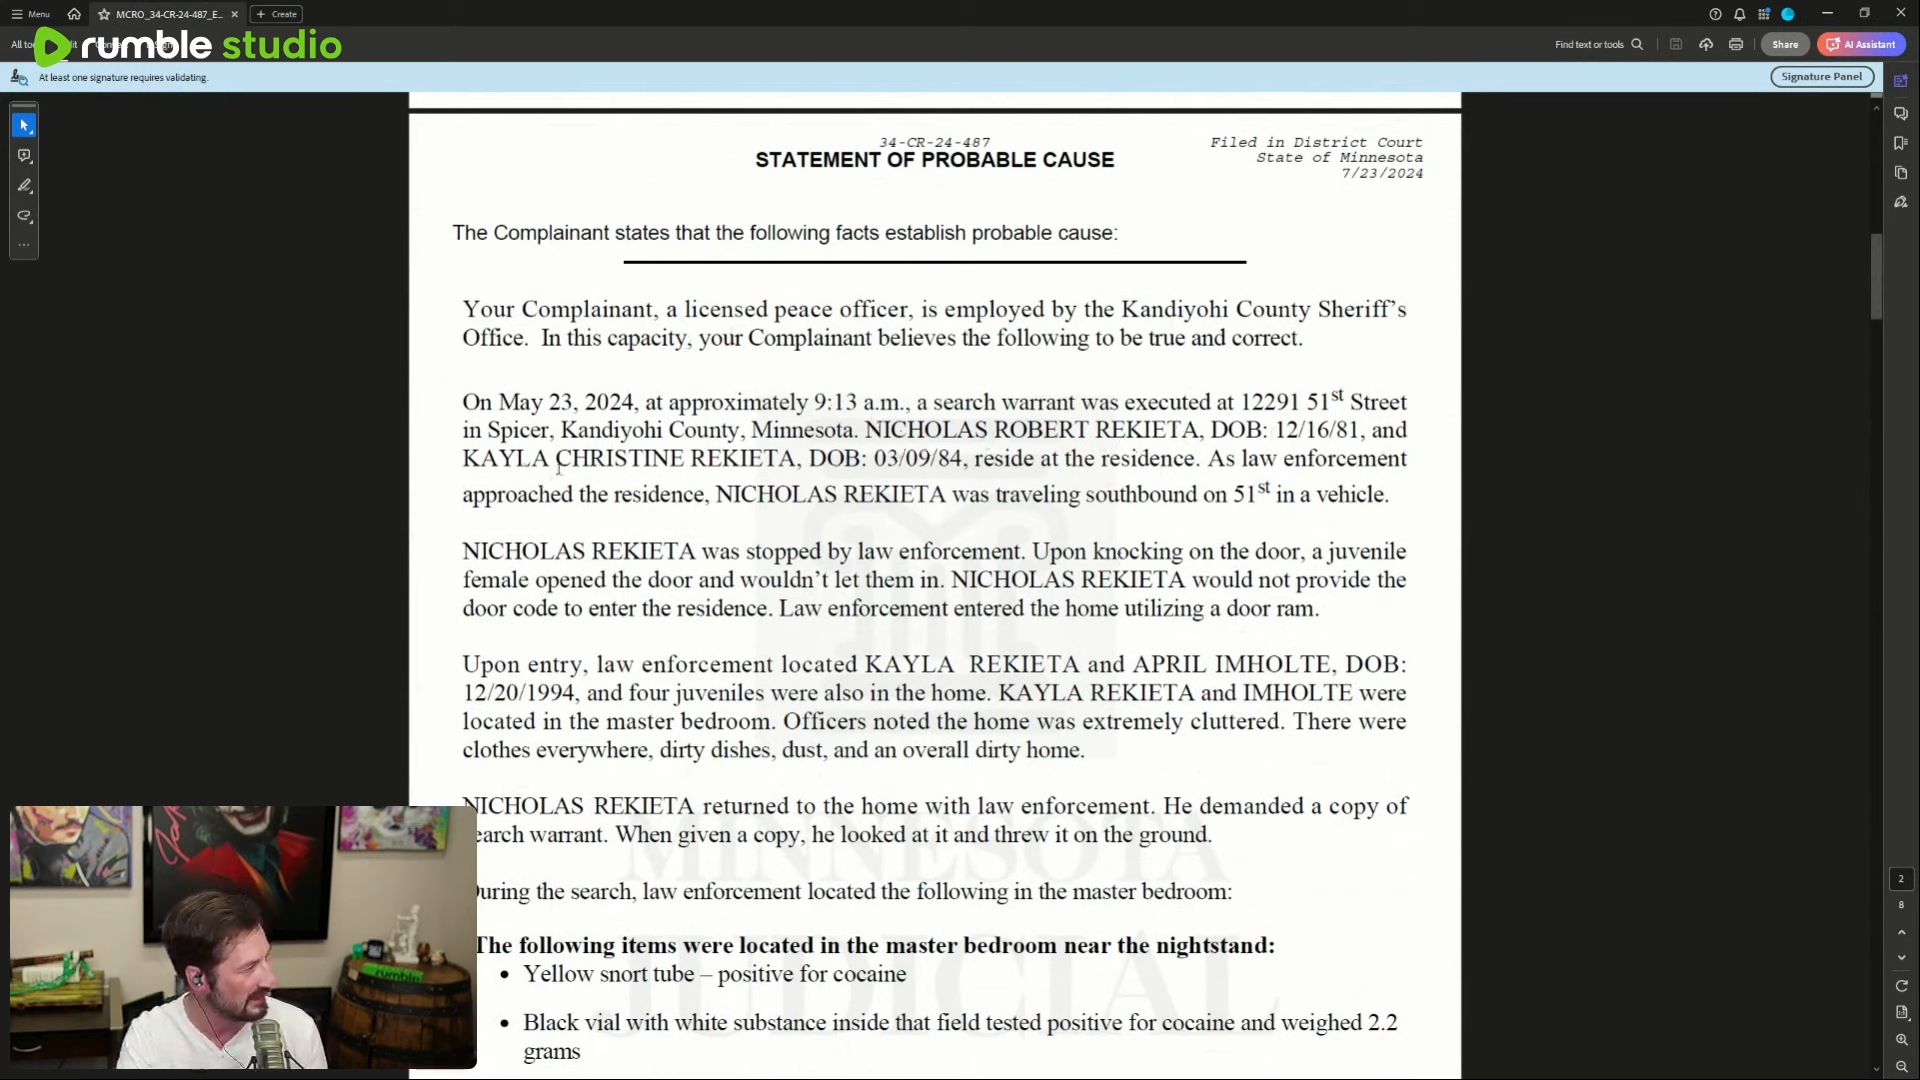 Menu
MCRO_34-CR-24-487_E...
Create
All to
rumble studio
Find text or tools
Share
AI Assistant
At least one signature requires validating.
Signature Panel
34-CR-24-487
Filed in District Court
State of Minnesota
7/23/2024
STATEMENT OF PROBABLE CAUSE
The Complainant states that the following facts establish probable cause:
Your Complainant, a licensed peace officer, is employed by the Kandiyohi County Sheriff's
Office. In this capacity, your Complainant believes the following to be true and correct.
On May 23, 2024, at approximately 9:13 a.m., a search warrant was executed at 12291 51st Street
in Spicer, Kandiyohi County, Minnesota. NICHOLAS ROBERT REKIETA, DOB: 12/16/81, and
KAYLA CHRISTINE REKIETA, DOB: 03/09/84, reside at the residence. As law enforcement
approached the residence, NICHOLAS REKIETA was traveling southbound on 51st in a vehicle.
NICHOLAS REKIETA was stopped by law enforcement. Upon knocking on the door, a juvenile
female opened the door and wouldn't let them in. NICHOLAS REKIETA would not provide the
door code to enter the residence. Law enforcement entered the home utilizing a door ram.
Upon entry, law enforcement located KAYLA REKIETA and APRIL IMHOLTE, DOB:
12/20/1994, and four juveniles were also in the home. KAYLA REKIETA and IMHOLTE were
located in the master bedroom. Officers noted the home was extremely cluttered. There were
clothes everywhere, dirty dishes, dust, and an overall dirty home.
NICHOLAS REKIETA returned to the home with law enforcement. He demanded a copy of
earch warrant. When given a copy, he looked at it and threw it on the ground.
During the search, law enforcement located the following in the master bedroom:
The following items were located in the master bedroom near the nightstand:
• Yellow snort tube – positive for cocaine
• Black vial with white substance inside that field tested positive for cocaine and weighed 2.2
grams
MINNESOTA
JUDICIAL
rumble
2
8